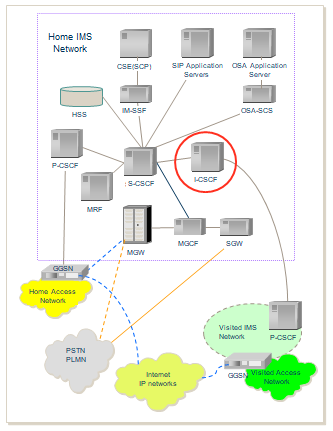 Home IMS
Network
CSE(SCP)
SIP Application
Servers
OSA Application
Server
HSS
IM-SSF
OSA-SCS
P-CSCF
S-CSCF
I-CSCF
MRF
MGW
MGCF
SGW
GGSN
Home Access
Network
Visited IMS
Network
P-CSCF
PSTN
PLMN
Internet
IP networks
GGSN
Visited Access
Network